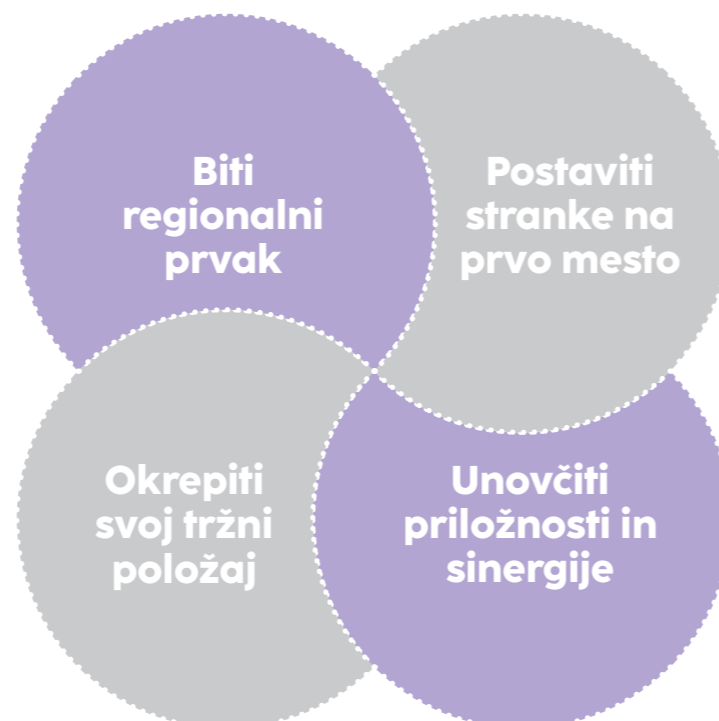 Biti
regionalni
prvak
Postaviti
stranke na
prvo mesto
Okrepiti
svoj tržni
položaj
Unovčiti
priložnosti in
sinergije